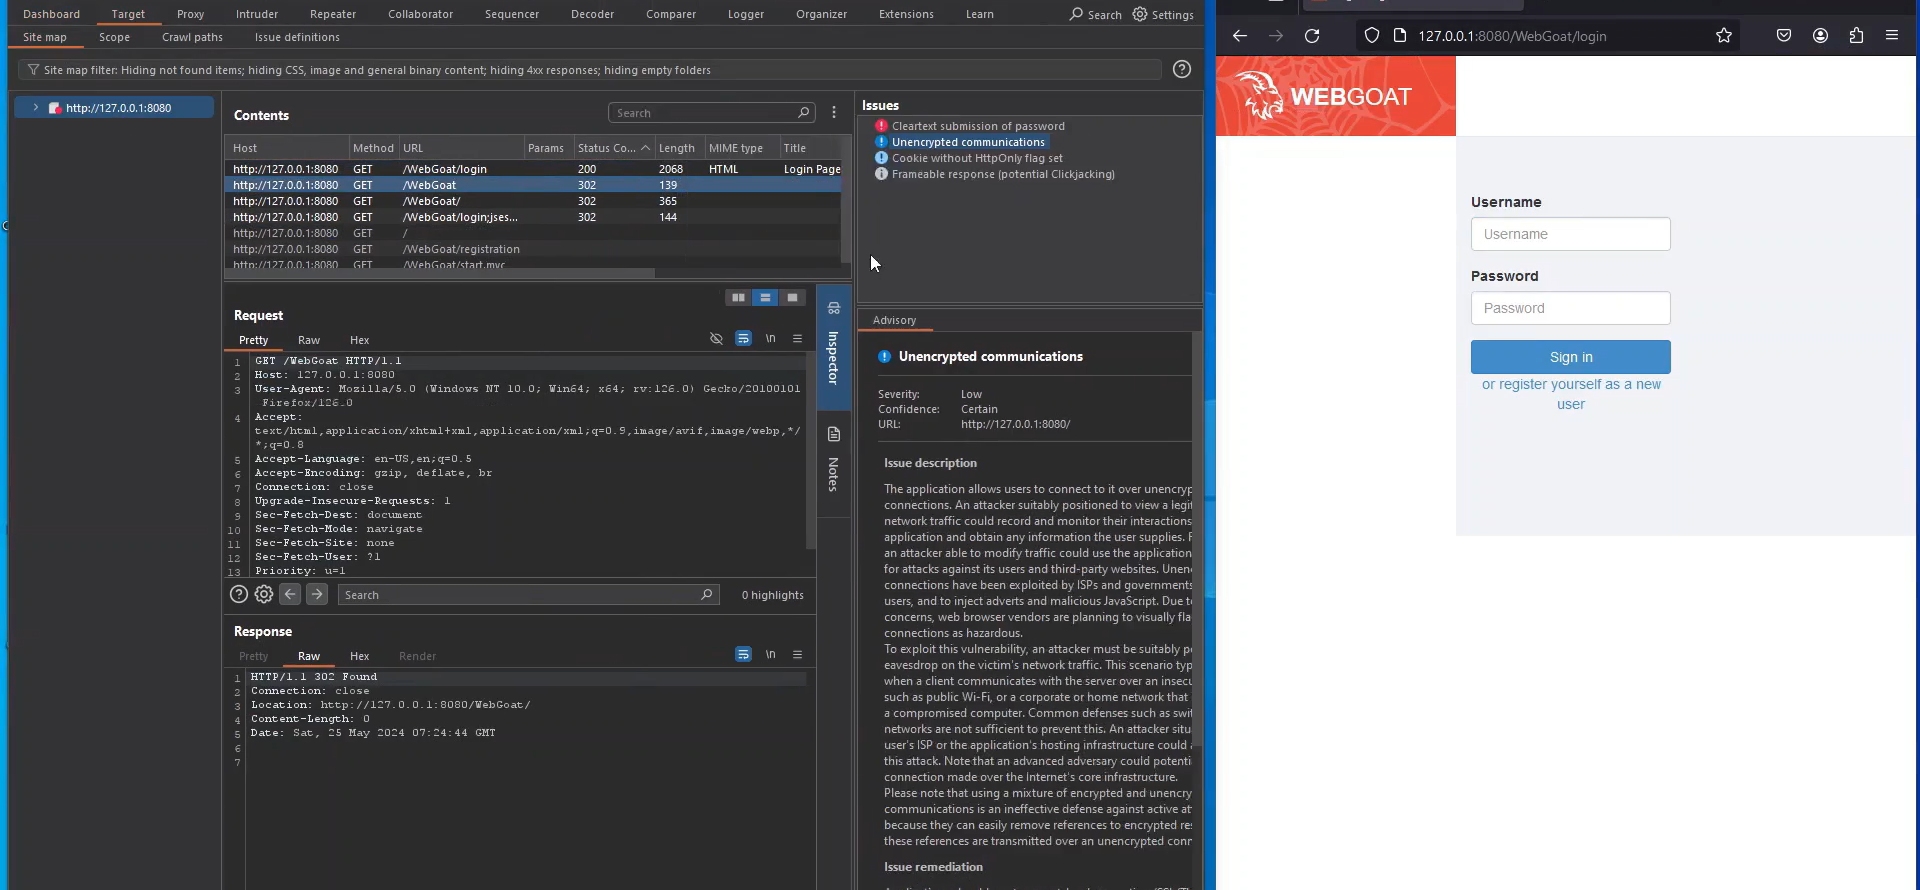 Dashboard Target Proxy Intruder Repeater Collaborator Sequencer Decoder Comparer Logger Organizer Extensions Learn Search Settings
Site map Scope Crawl paths Issue definitions
Site map filter: Hiding not found items; hiding CSS, image and general binary content; hiding 4xx responses; hiding empty folders
http://127.0.0.1:8080
Contents
Search
Host Method URL Params Status Co... Length MIME type Title
http://127.0.0.1:8080 GET /WebGoat/login 200 2068 HTML Login Page
http://127.0.0.1:8080 GET /WebGoat 302 139
http://127.0.0.1:8080 GET /WebGoat/ 302 365
http://127.0.0.1:8080 GET /WebGoat/login;jses... 302 144
http://127.0.0.1:8080 GET /
http://127.0.0.1:8080 GET /WebGoat/registration
http://127.0.0.1:8080 GET /WebGoat/start.mvc
Request
Pretty Raw Hex
\n
1 GET /WebGoat HTTP/1.1
2 Host: 127.0.0.1:8080
3 User-Agent: Mozilla/5.0 (Windows NT 10.0; Win64; x64; rv:126.0) Gecko/20100101
Firefox/126.0
4 Accept:
text/html,application/xhtml+xml,application/xml;q=0.9,image/avif,image/webp,*/
*;q=0.8
5 Accept-Language: en-US,en;q=0.5
6 Accept-Encoding: gzip, deflate, br
7 Connection: close
8 Upgrade-Insecure-Requests: 1
9 Sec-Fetch-Dest: document
10 Sec-Fetch-Mode: navigate
11 Sec-Fetch-Site: none
12 Sec-Fetch-User: ?1
13 Priority: u=1
Search
0 highlights
Response
Pretty Raw Hex Render
\n
1 HTTP/1.1 302 Found
2 Connection: close
3 Location: http://127.0.0.1:8080/WebGoat/
4 Content-Length: 0
5 Date: Sat, 25 May 2024 07:24:44 GMT
6
7
Inspector
Notes
Issues
Cleartext submission of password
Unencrypted communications
Cookie without HttpOnly flag set
Frameable response (potential Clickjacking)
Advisory
Unencrypted communications
Severity: Low
Confidence: Certain
URL: http://127.0.0.1:8080/
Issue description
The application allows users to connect to it over unencryp
connections. An attacker suitably positioned to view a legit
network traffic could record and monitor their interactions
application and obtain any information the user supplies. F
an attacker able to modify traffic could use the application
for attacks against its users and third-party websites. Unenc
connections have been exploited by ISPs and governments
users, and to inject adverts and malicious JavaScript. Due to
concerns, web browser vendors are planning to visually fla
connections as hazardous.
To exploit this vulnerability, an attacker must be suitably po
eavesdrop on the victim's network traffic. This scenario typ
when a client communicates with the server over an insecu
such as public Wi-Fi, or a corporate or home network that
a compromised computer. Common defenses such as swit
networks are not sufficient to prevent this. An attacker situa
user's ISP or the application's hosting infrastructure could a
this attack. Note that an advanced adversary could potenti
connection made over the Internet's core infrastructure.
Please note that using a mixture of encrypted and unencry
communications is an ineffective defense against active at
because they can easily remove references to encrypted res
these references are transmitted over an unencrypted conn
Issue remediation
127.0.0.1:8080/WebGoat/login
WEBGOAT
Username
Username
Password
Password
Sign in
or register yourself as a new
user